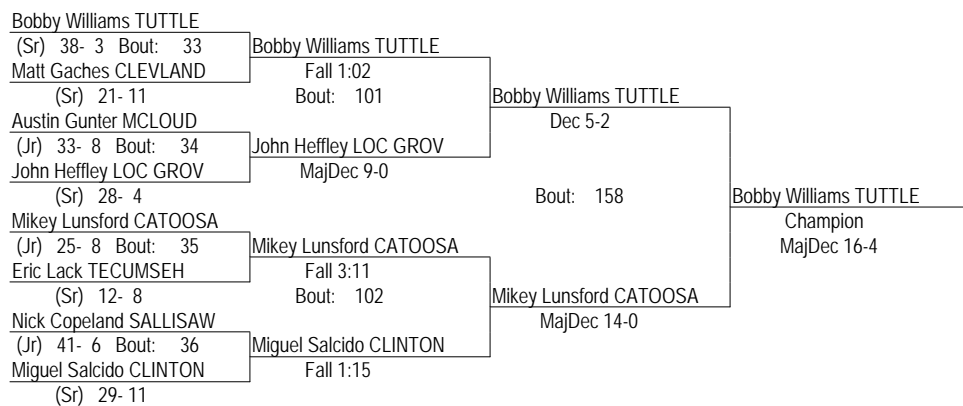 Bobby Williams TUTTLE
(Sr) 38- 3 Bout: 33
Matt Gaches CLEVLAND
(Sr) 21- 11
Austin Gunter MCLOUD
(Jr) 33- 8 Bout: 34
John Heffley LOC GROV
(Sr) 28- 4
Mikey Lunsford CATOOSA
(Jr) 25- 8 Bout: 35
Eric Lack TECUMSEH
(Sr) 12- 8
Nick Copeland SALLISAW
(Jr) 41- 6 Bout: 36
Miguel Salcido CLINTON
(Sr) 29- 11
Bobby Williams TUTTLE
Fall 1:02
Bout: 101
John Heffley LOC GROV
MajDec 9-0
Mikey Lunsford CATOOSA
Fall 3:11
Bout: 102
Miguel Salcido CLINTON
Fall 1:15
Bobby Williams TUTTLE
Dec 5-2
Bout: 158
Mikey Lunsford CATOOSA
MajDec 14-0
Bobby Williams TUTTLE
Champion
MajDec 16-4